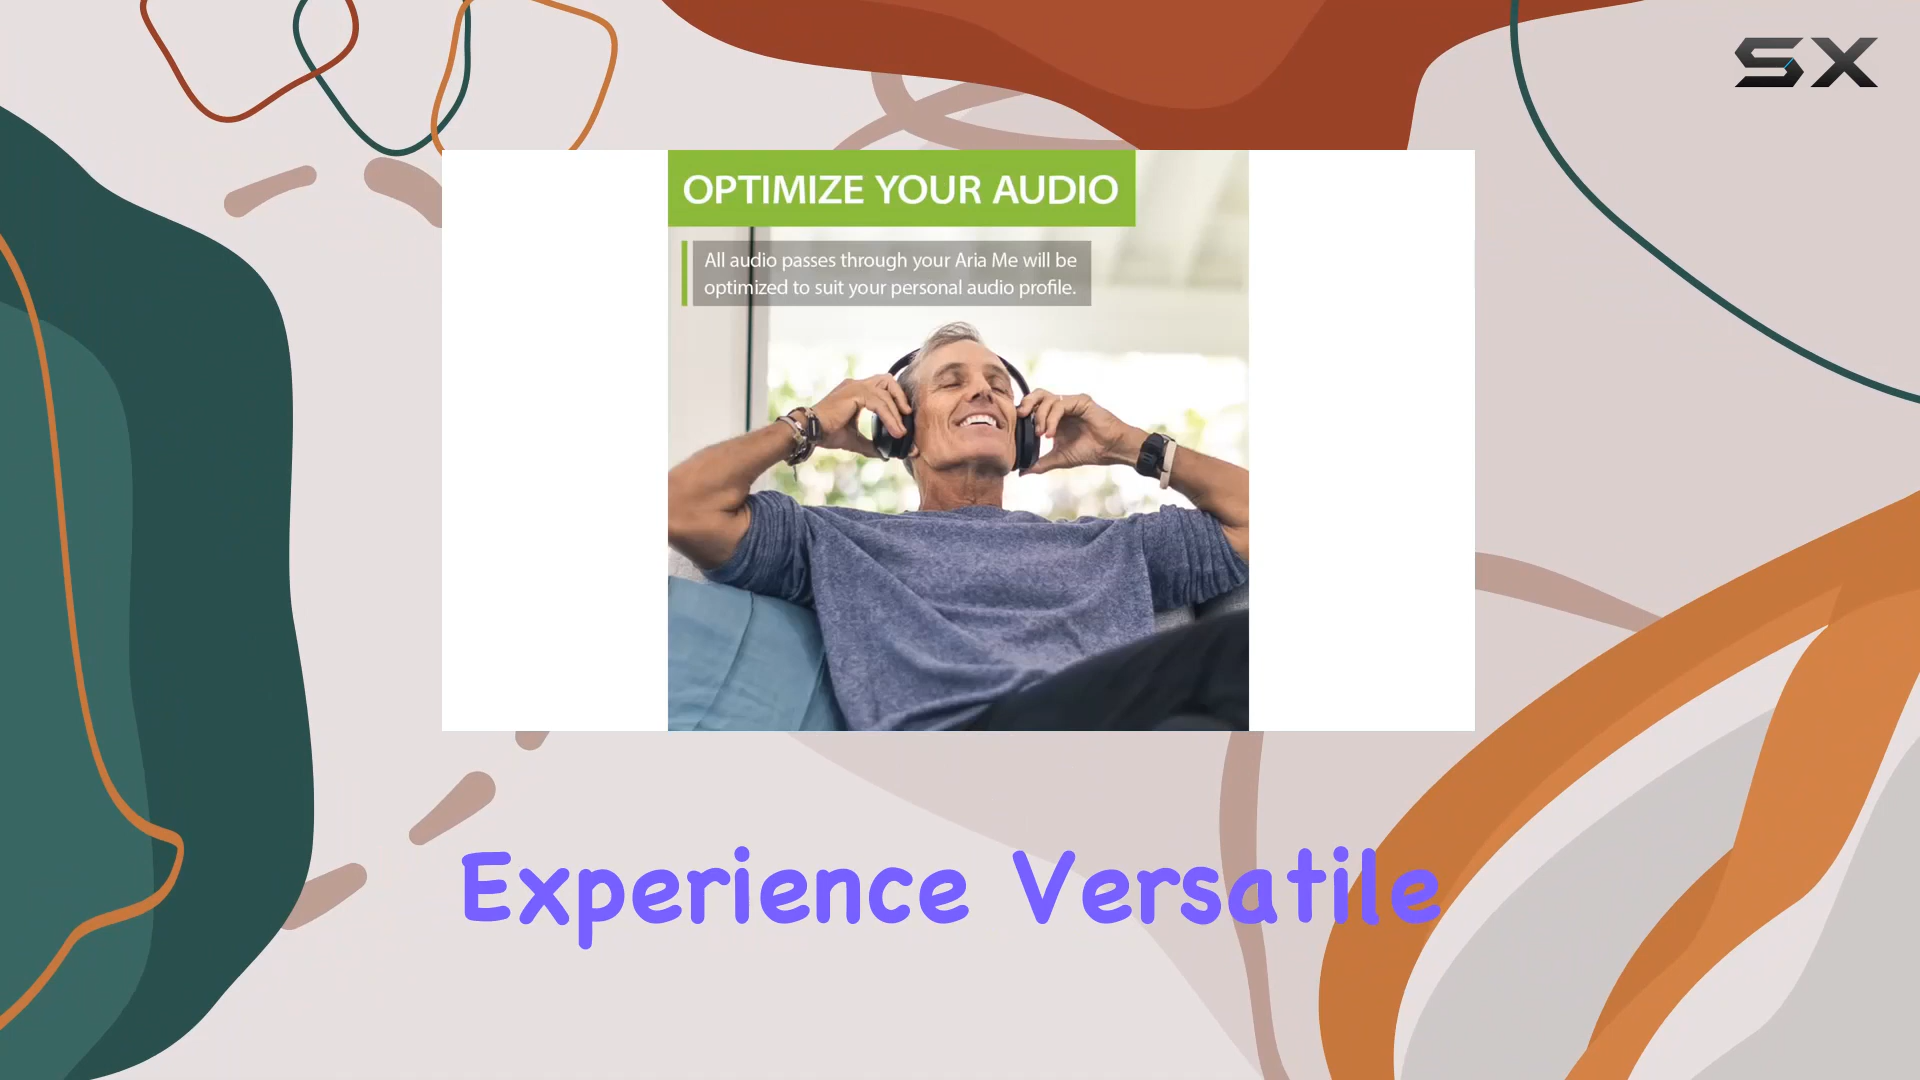 SX
OPTIMIZE YOUR AUDIO
All audio passes through your Aria Me will be
optimized to suit your personal audio profile.
Experience Versatile